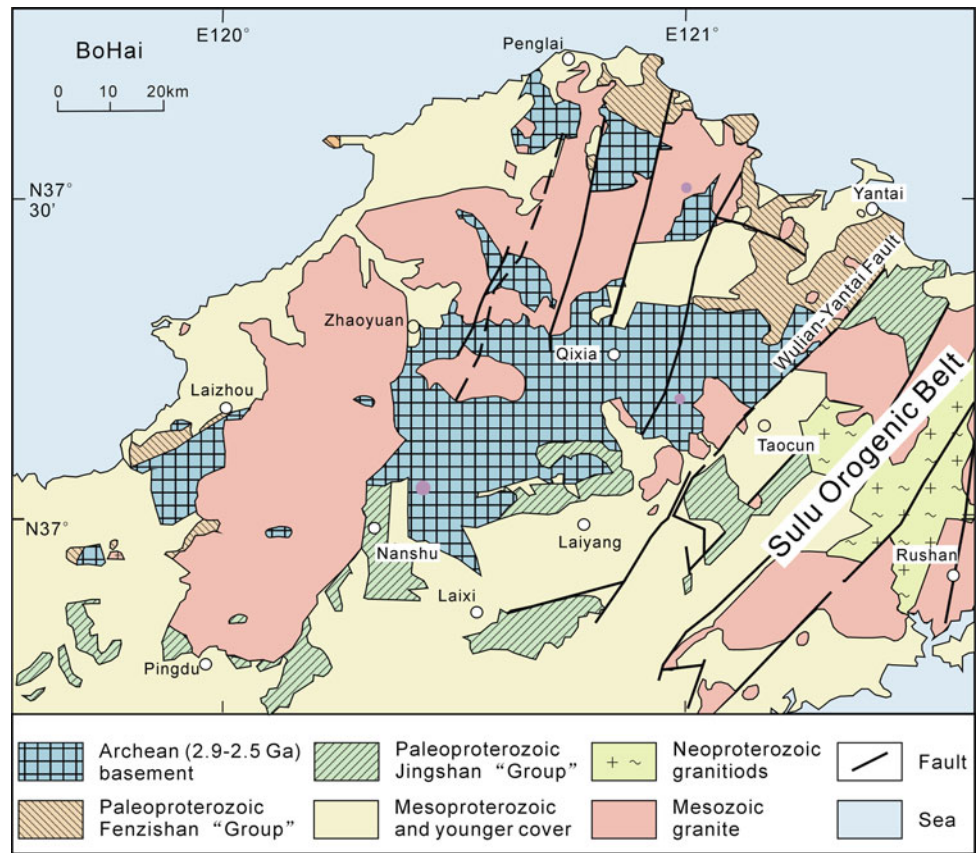 E120°
E121°
BoHai
Penglai
0 10 20km
N37°
30′
Yantai
Wulian-Yantai Fault
Zhaoyuan
Qixia
Laizhou
Taocun
Sulu Orogenic Belt
N37°
Nanshu
Laiyang
Rushan
Laixi
Pingdu
Archean (2.9-2.5 Ga)
basement
Paleoproterozoic
Jingshan “Group”
Neoproterozoic
granitiods
Fault
Paleoproterozoic
Fenzishan “Group”
Mesoproterozoic
and younger cover
Mesozoic
granite
Sea